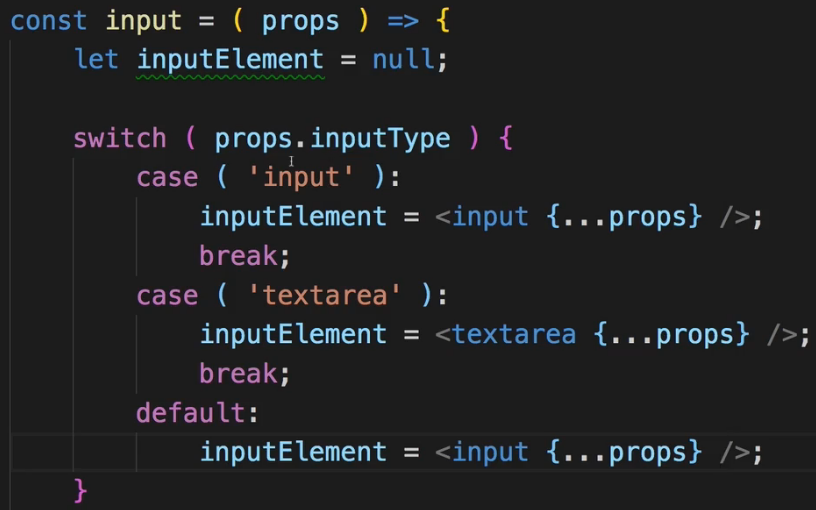 const input = ( props ) => {
let inputElement = null;
switch ( props.inputType ) {
case ( 'input' ):
inputElement = <input {...props} />;
break;
case ( 'textarea' ):
inputElement = <textarea {...props} />;
break;
default:
inputElement = <input {...props} />;
}